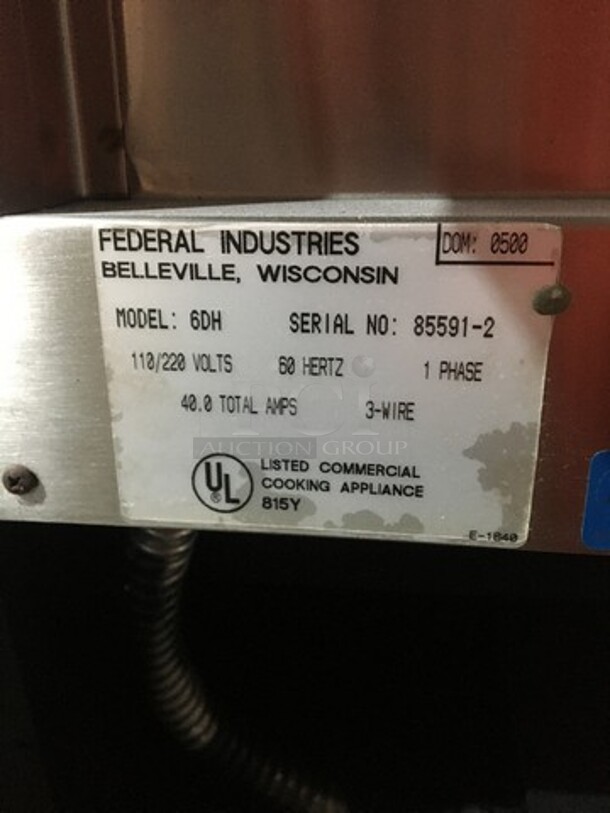 FEDERAL INDUSTRIES
DOM: 0500
BELLEVILLE, WISCONSIN
MODEL: 6DH SERIAL NO: 85591-2
110/220 VOLTS 60 HERTZ 1 PHASE
40.0 TOTAL AMPS 3-WIRE
AUCTION GROUP
UL
®
LISTED COMMERCIAL
COOKING APPLIANCE
815Y
E-1840